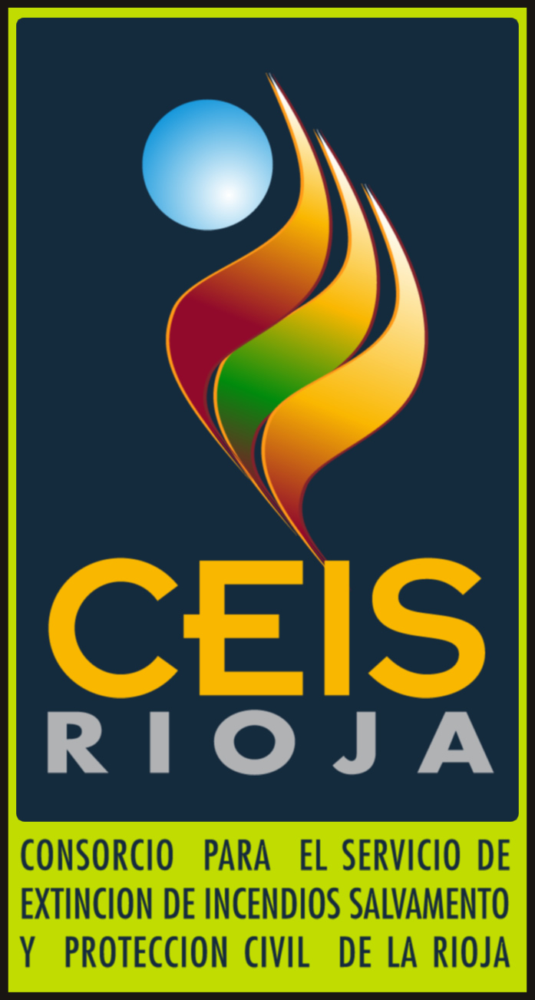 CEIS
RIOJA
CONSORCIO PARA EL SERVICIO DE
EXTINCION DE INCENDIOS SALVAMENTO
Y PROTECCION CIVIL DE LA RIOJA